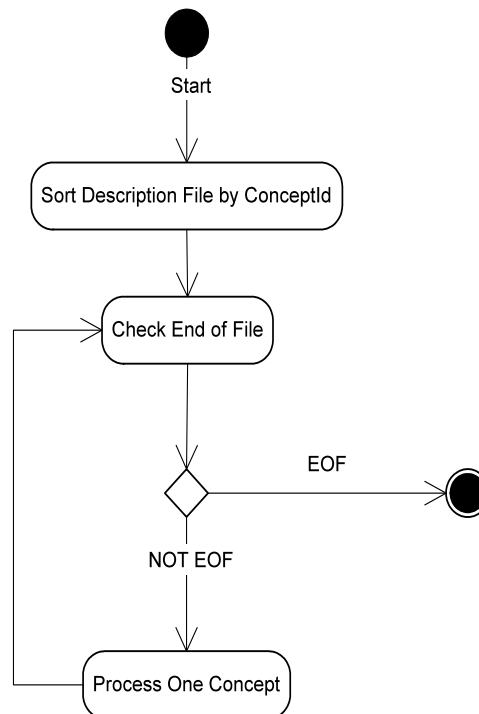 Start
Sort Description File by ConceptId
Check End of File
EOF
NOT EOF
Process One Concept